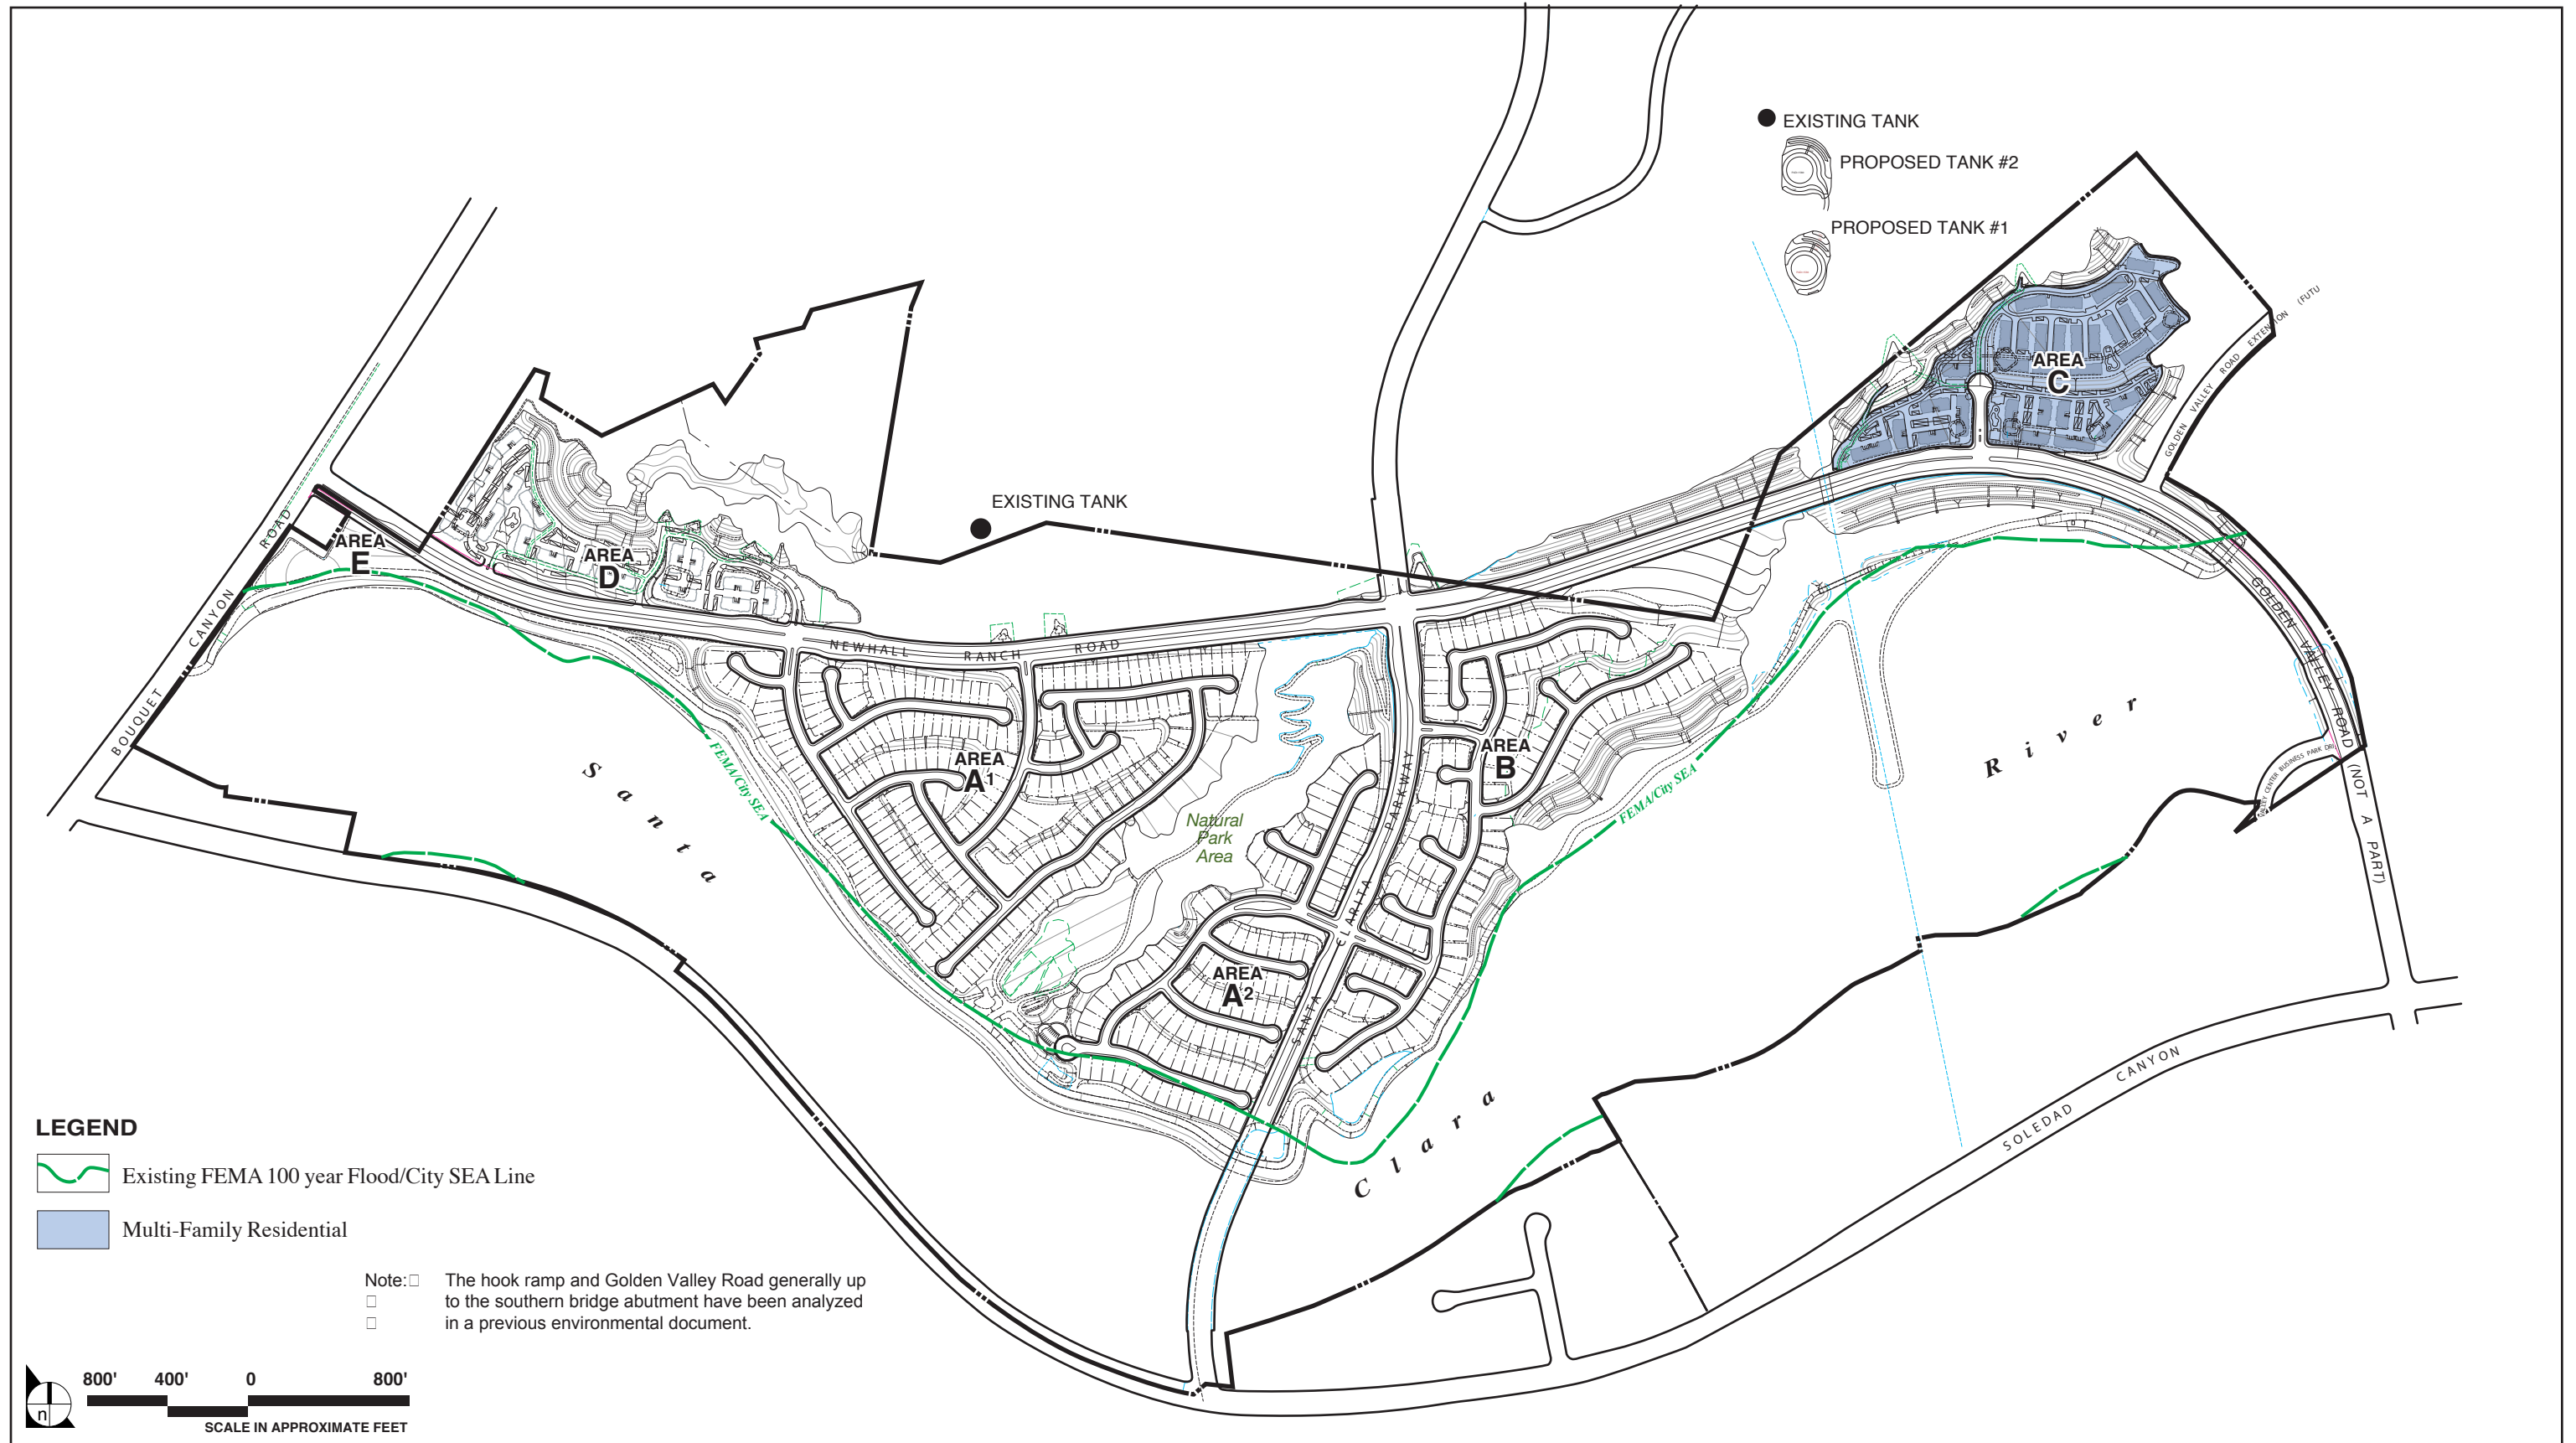 EXISTING TANK
PROPOSED TANK #2
PROPOSED TANK #1
(FUTU
GOLDEN VALLEY ROAD EXTENTION
AREA
C
EXISTING TANK
AREA
E
AREA
D
BOUQUET CANYON ROAD
NEWHALL RANCH ROAD
GOLDEN VALLEY ROAD (NOT A PART)
FEMA/City SEA
AREA
A1
AREA
B
FEMA/City SEA
Natural
Park
Area
AREA
A2
SANTA CLARITA PARKWAY
Santa
Clara
River
SOLEDAD CANYON
LEGEND
Existing FEMA 100 year Flood/City SEA Line
Multi-Family Residential
Note: The hook ramp and Golden Valley Road generally up
to the southern bridge abutment have been analyzed
in a previous environmental document.
800' 400' 0 800'
SCALE IN APPROXIMATE FEET
n